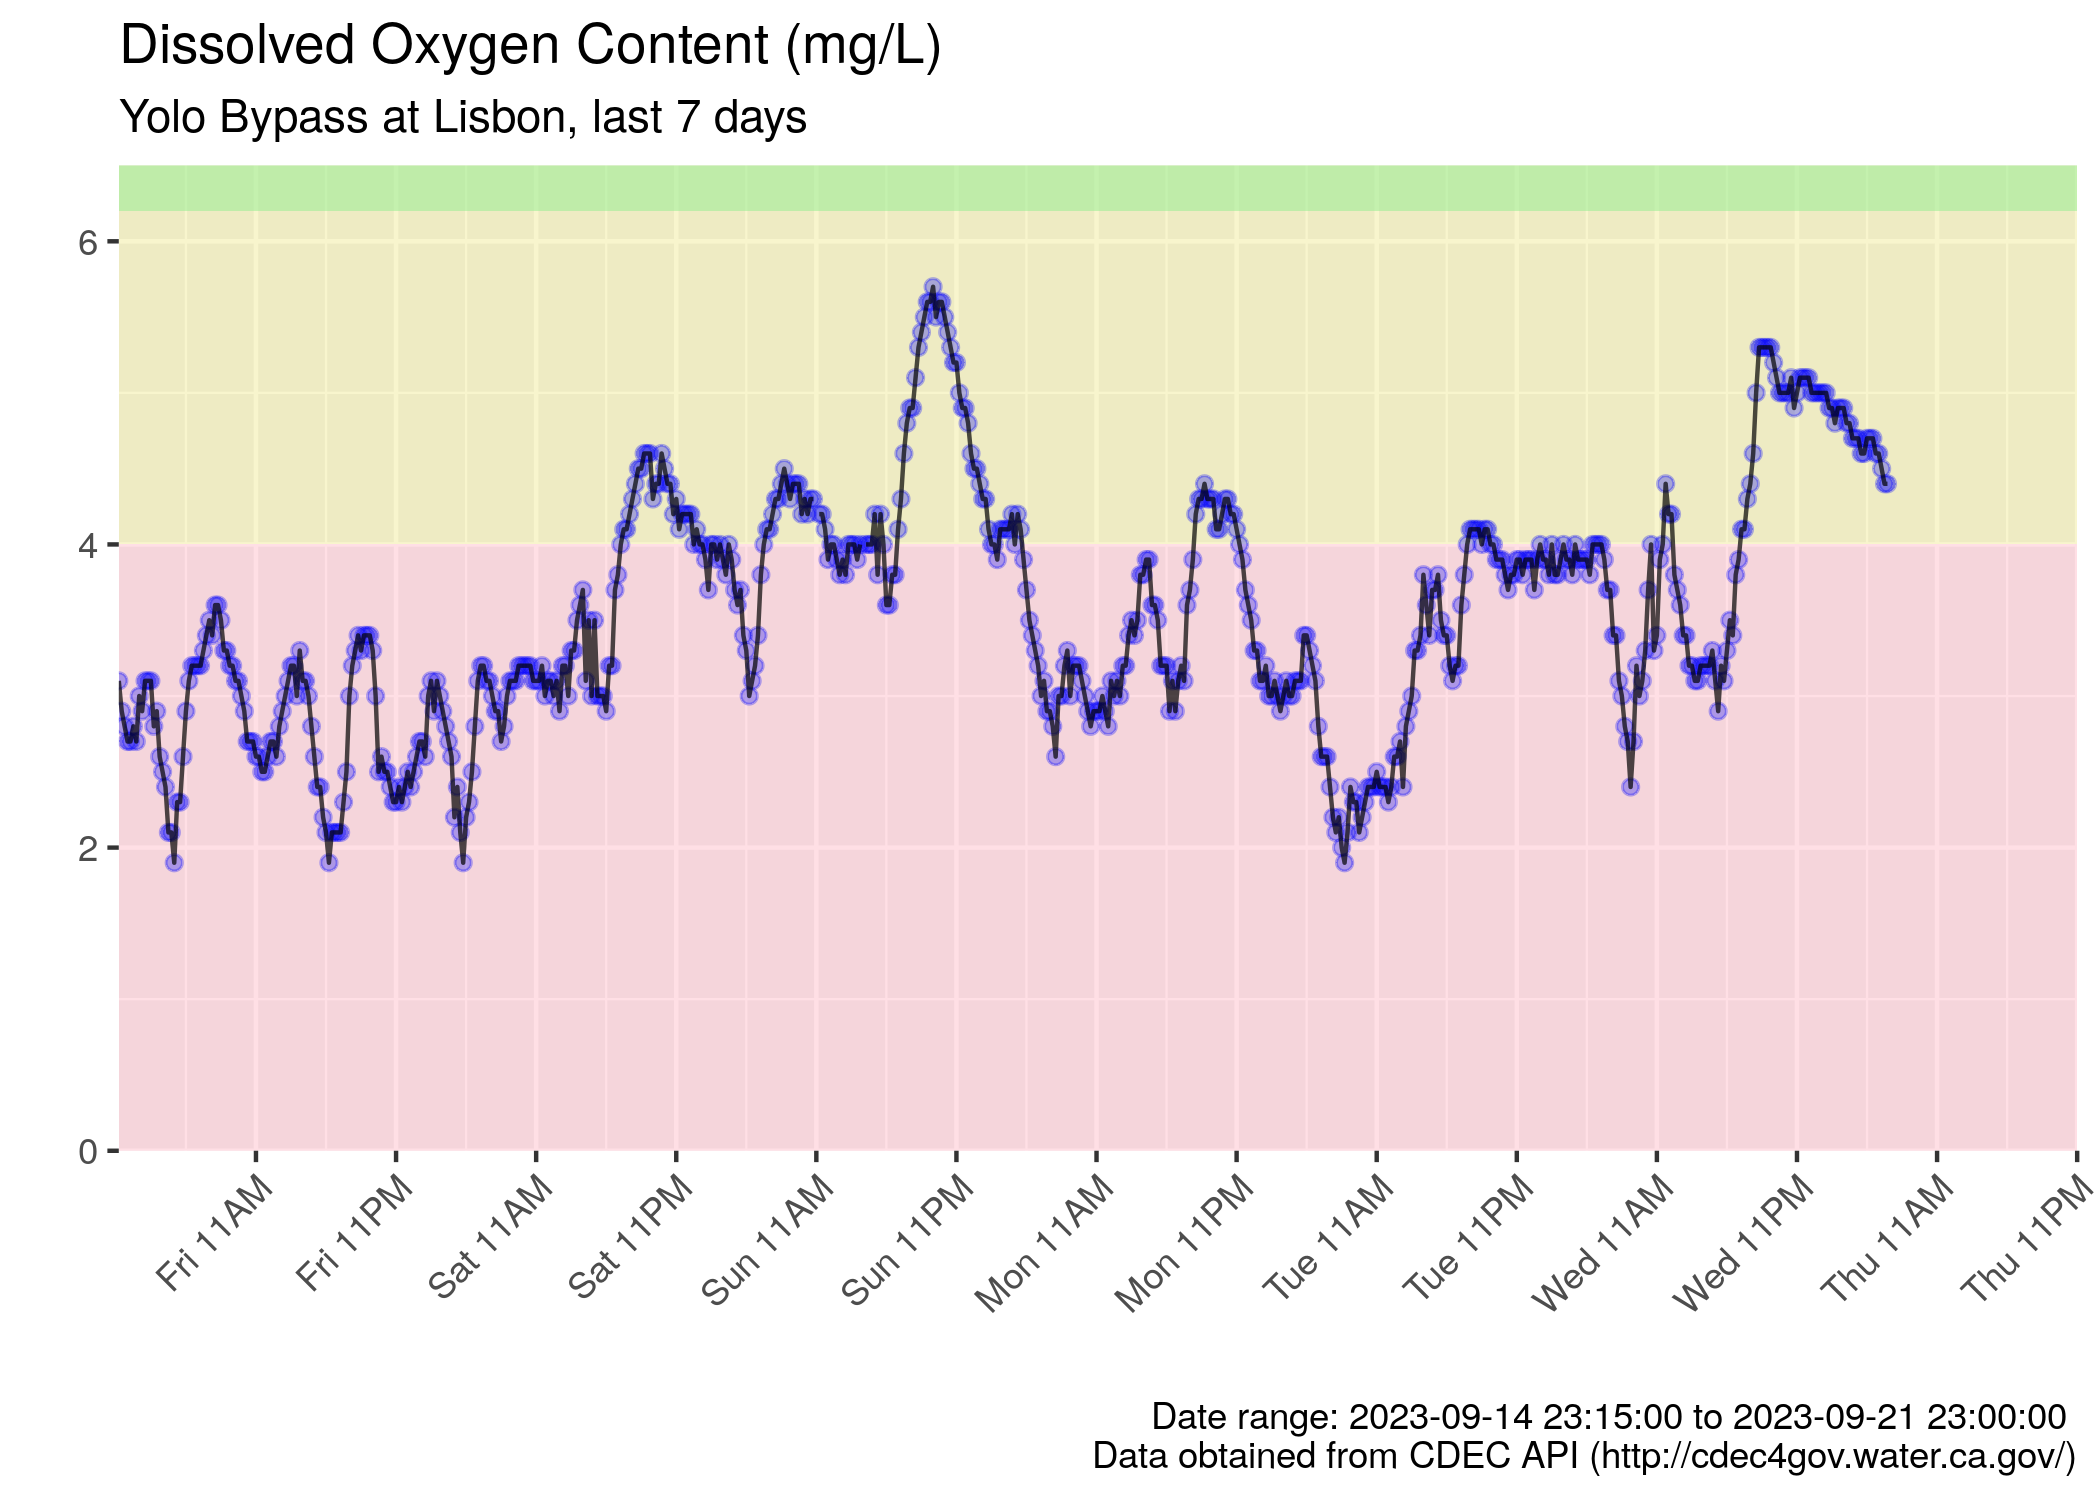 Dissolved Oxygen Content (mg/L)
Yolo Bypass at Lisbon, last 7 days
6
4
2
0
Fri 11AM
Fri 11PM
Sat 11AM
Sat 11PM
Sun 11AM
Sun 11PM
Mon 11AM
Mon 11PM
Tue 11AM
Tue 11PM
Wed 11AM
Wed 11PM
Thu 11AM
Thu 11PM
Date range: 2023-09-14 23:15:00 to 2023-09-21 23:00:00
Data obtained from CDEC API (http://cdec4gov.water.ca.gov/)